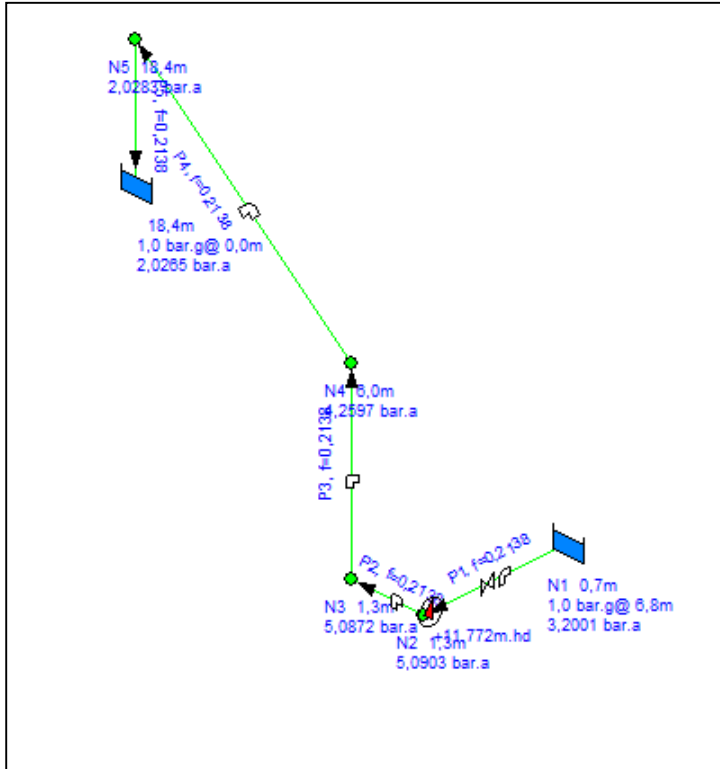 N5 18,4m
2,0283 bar.a
f=0,2138
P4, f=0,2138
18,4m
1,0 bar.g@ 0,0m
2,0265 bar.a
N4 6,0m
4,2597 bar.a
P3, f=0,2138
P2,
P1, f=0,2138
N1 0,7m
1,0 bar.g@ 6,8m
3,2001 bar.a
N3 1,3m
5,0872 bar.a
+11,772m.hd
N2 1,3m
5,0903 bar.a